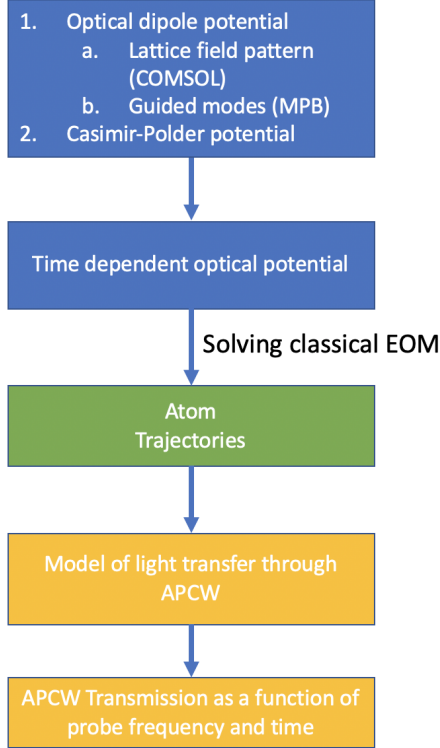 1. Optical dipole potential
a. Lattice field pattern
(COMSOL)
b. Guided modes (MPB)
2. Casimir-Polder potential
Time dependent optical potential
Solving classical EOM
Atom
Trajectories
Model of light transfer through
APCW
APCW Transmission as a function of
probe frequency and time